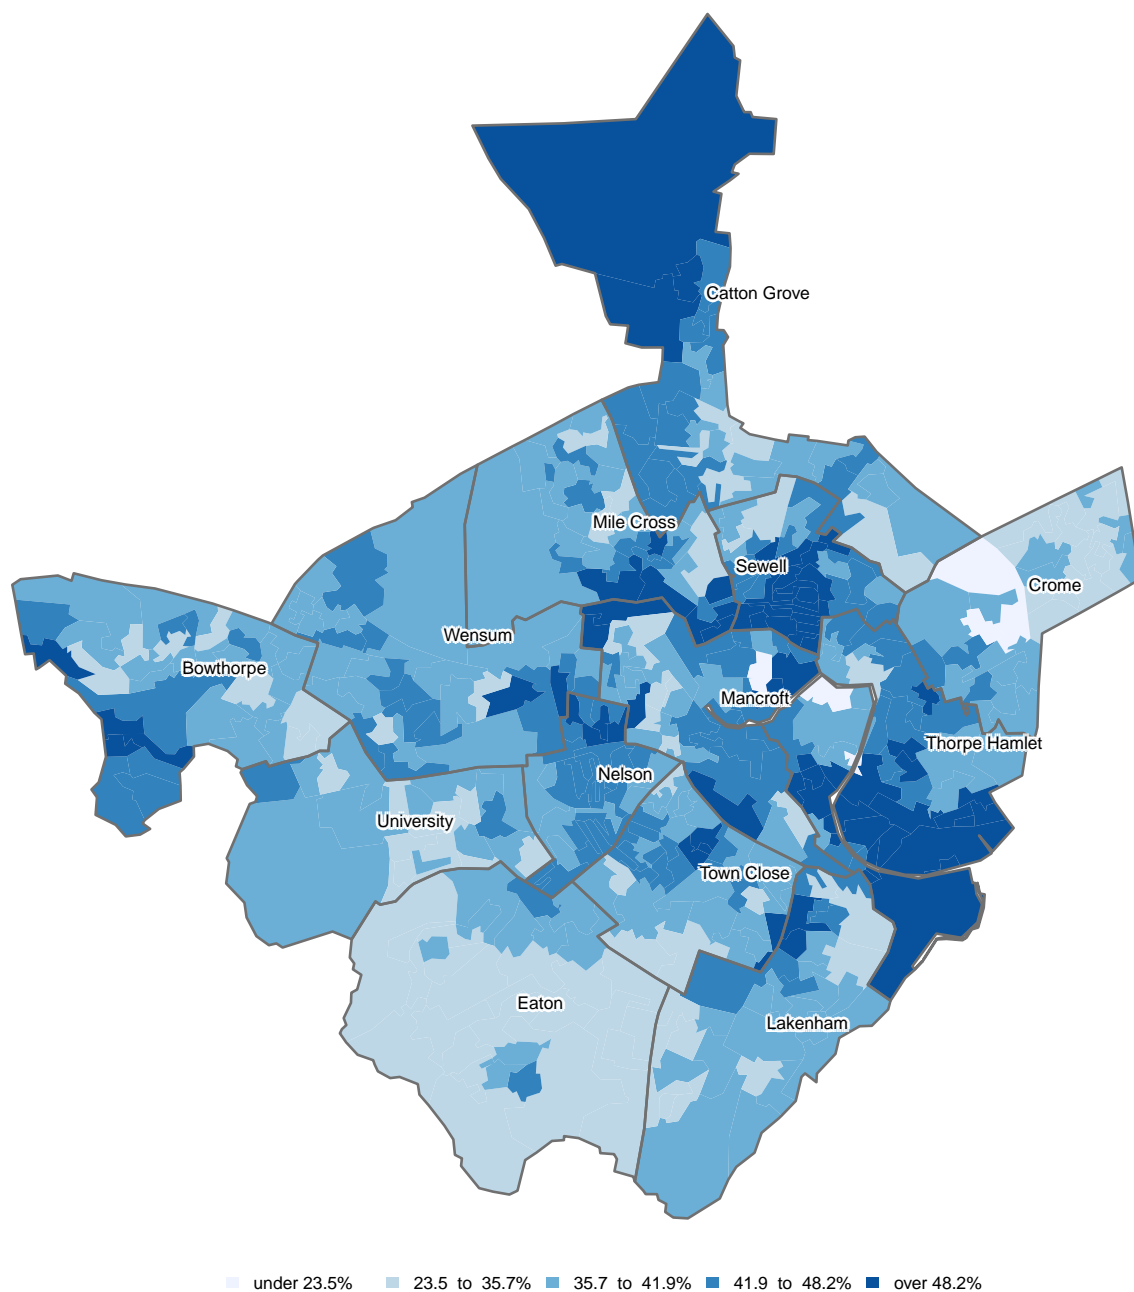 Catton Grove
Mile Cross
Sewell
Crome
Wensum
Bowthorpe
Mancroft
Thorpe Hamlet
Nelson
University
Town Close
Eaton
Lakenham
under 23.5% 23.5 to 35.7% 35.7 to 41.9% 41.9 to 48.2% over 48.2%